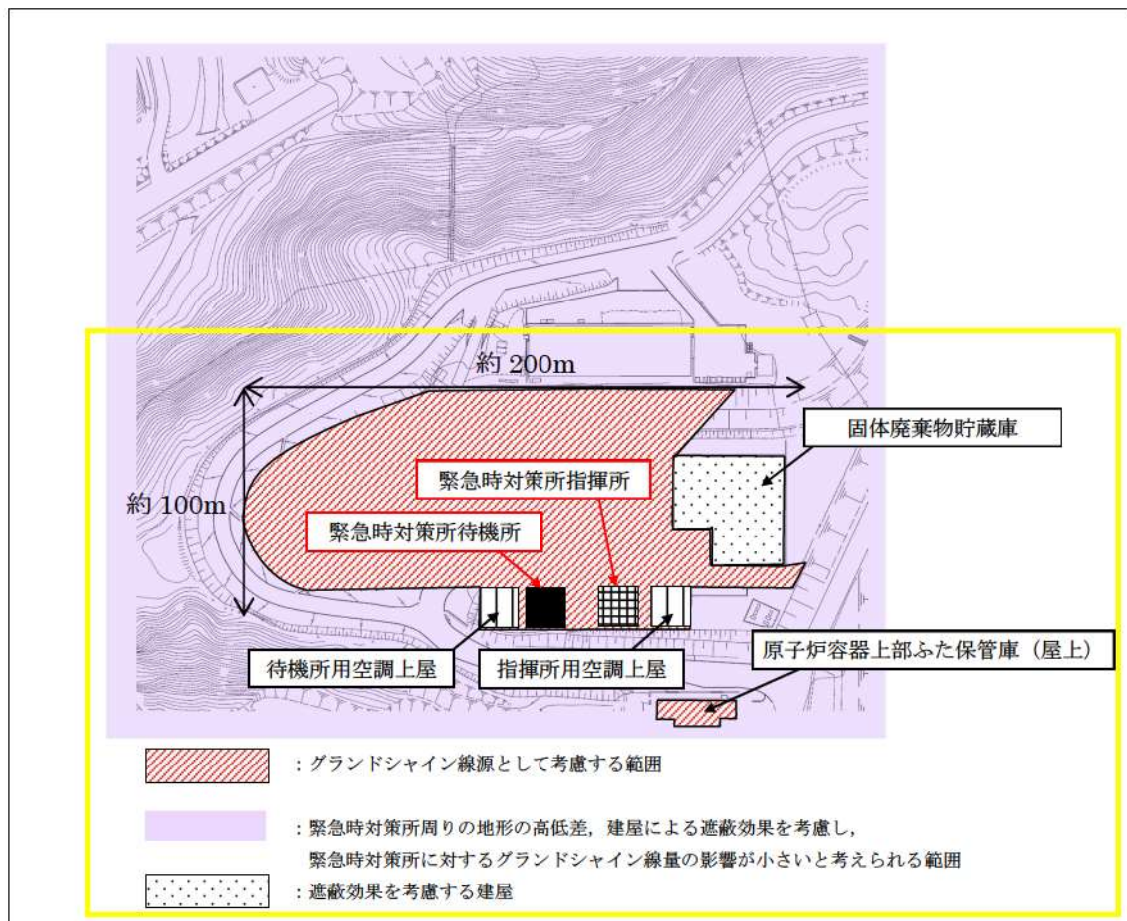 約 200m
固体廃棄物貯蔵庫
緊急時対策所指揮所
約 100m
緊急時対策所待機所
待機所用空調上屋
指揮所用空調上屋
原子炉容器上部ふた保管庫（屋上）
：グランドシャイン線源として考慮する範囲
：緊急時対策所周りの地形の高低差，建屋による遮蔽効果を考慮し，
緊急時対策所に対するグランドシャイン線量の影響が小さいと考えられる範囲
：遮蔽効果を考慮する建屋